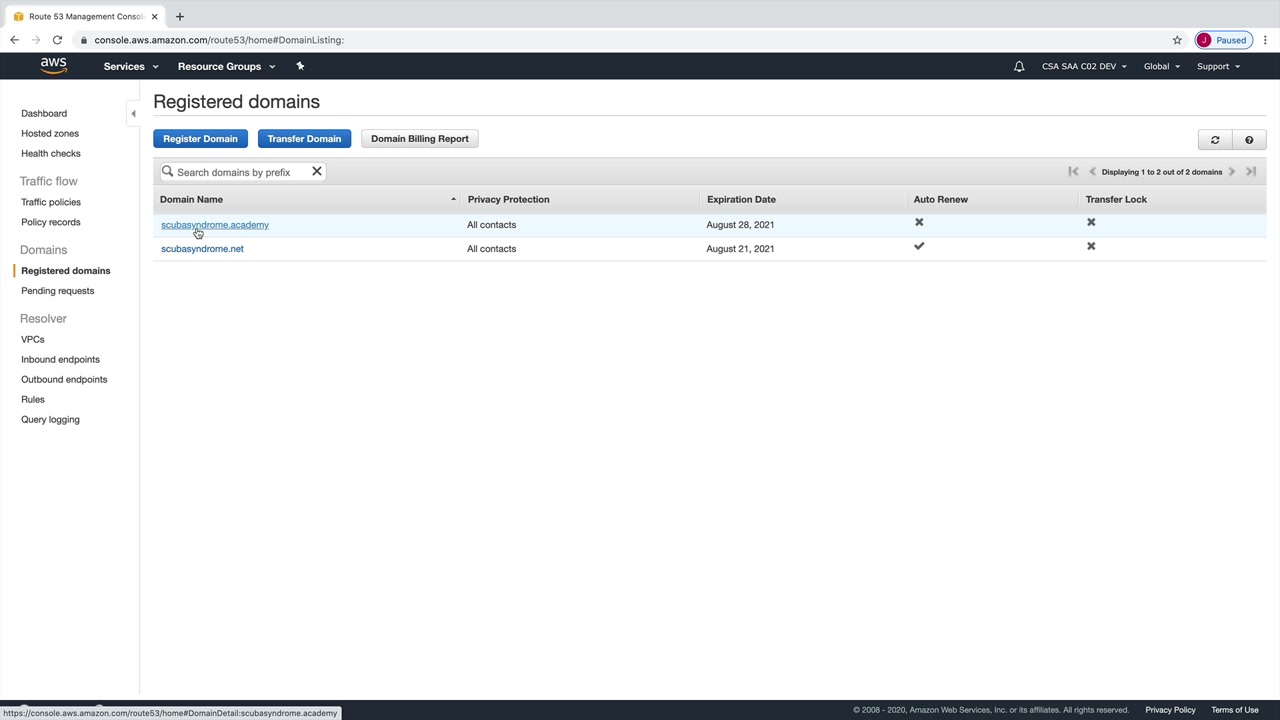 Route 53 Management Conso
console.aws.amazon.com/route53/home#DomainListing:
J Paused
aws
Services
Resource Groups
CSA SAA C02 DEV
Global
Support
Dashboard
Hosted zones
Health checks
Traffic flow
Traffic policies
Policy records
Domains
Registered domains
Pending requests
Resolver
VPCs
Inbound endpoints
Outbound endpoints
Rules
Query logging
Registered domains
Register Domain
Transfer Domain
Domain Billing Report
Search domains by prefix
Displaying 1 to 2 out of 2 domains
Domain Name Privacy Protection Expiration Date Auto Renew Transfer Lock
scubasyndrome.academy All contacts August 28, 2021
scubasyndrome.net All contacts August 21, 2021
https://console.aws.amazon.com/route53/home#DomainDetail:scubasyndrome.academy
© 2008 - 2020, Amazon Web Services, Inc. or its affiliates. All rights reserved. Privacy Policy Terms of Use